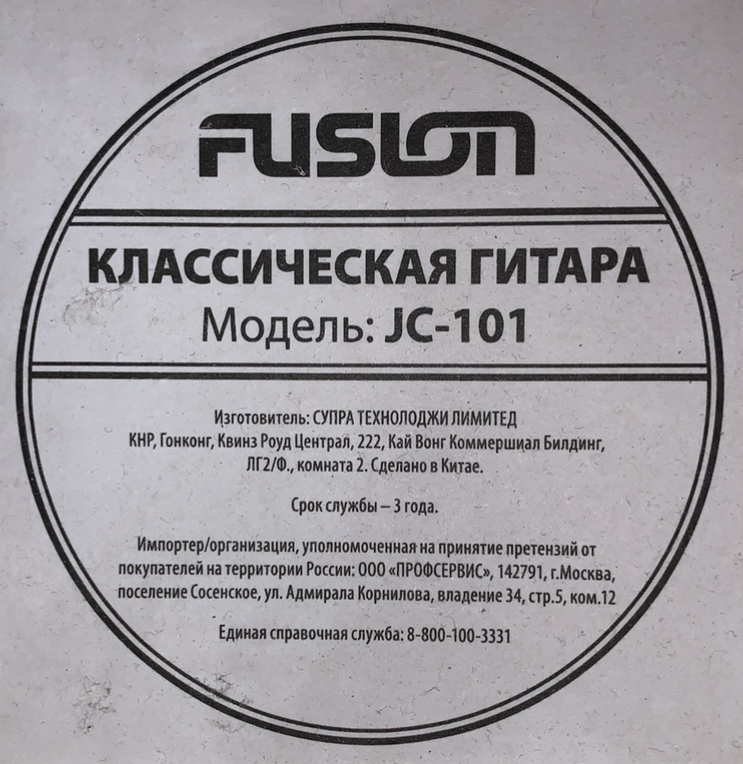 FUSION
КЛАССИЧЕСКАЯ ГИТАРА
Модель: JC-101
Изготовитель: СУПРА ТЕХНОЛОДЖИ ЛИМИТЕД
КНР, Гонконг, Квинз Роуд Централ, 222, Кай Вонг Коммершиал Билдинг,
ЛГ2/Ф., комната 2. Сделано в Китае.
Срок службы – 3 года.
Импортер/организация, уполномоченная на принятие претензий от
покупателей на территории России: ООО «ПРОФСЕРВИС», 142791, г.Москва,
поселение Сосенское, ул. Адмирала Корнилова, владение 34, стр.5, ком.12
Единая справочная служба: 8-800-100-3331